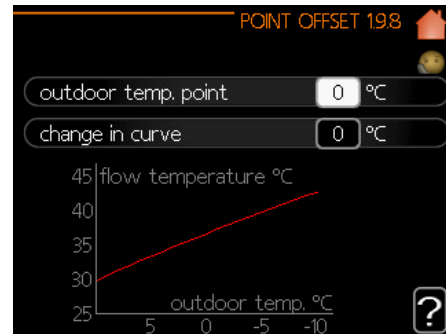 POINT OFFSET 1.9.8
outdoor temp. point 0 °C
change in curve 0 °C
45 flow temperature °C
40
35
30
25 outdoor temp. °C
5 0 -5 -10
?